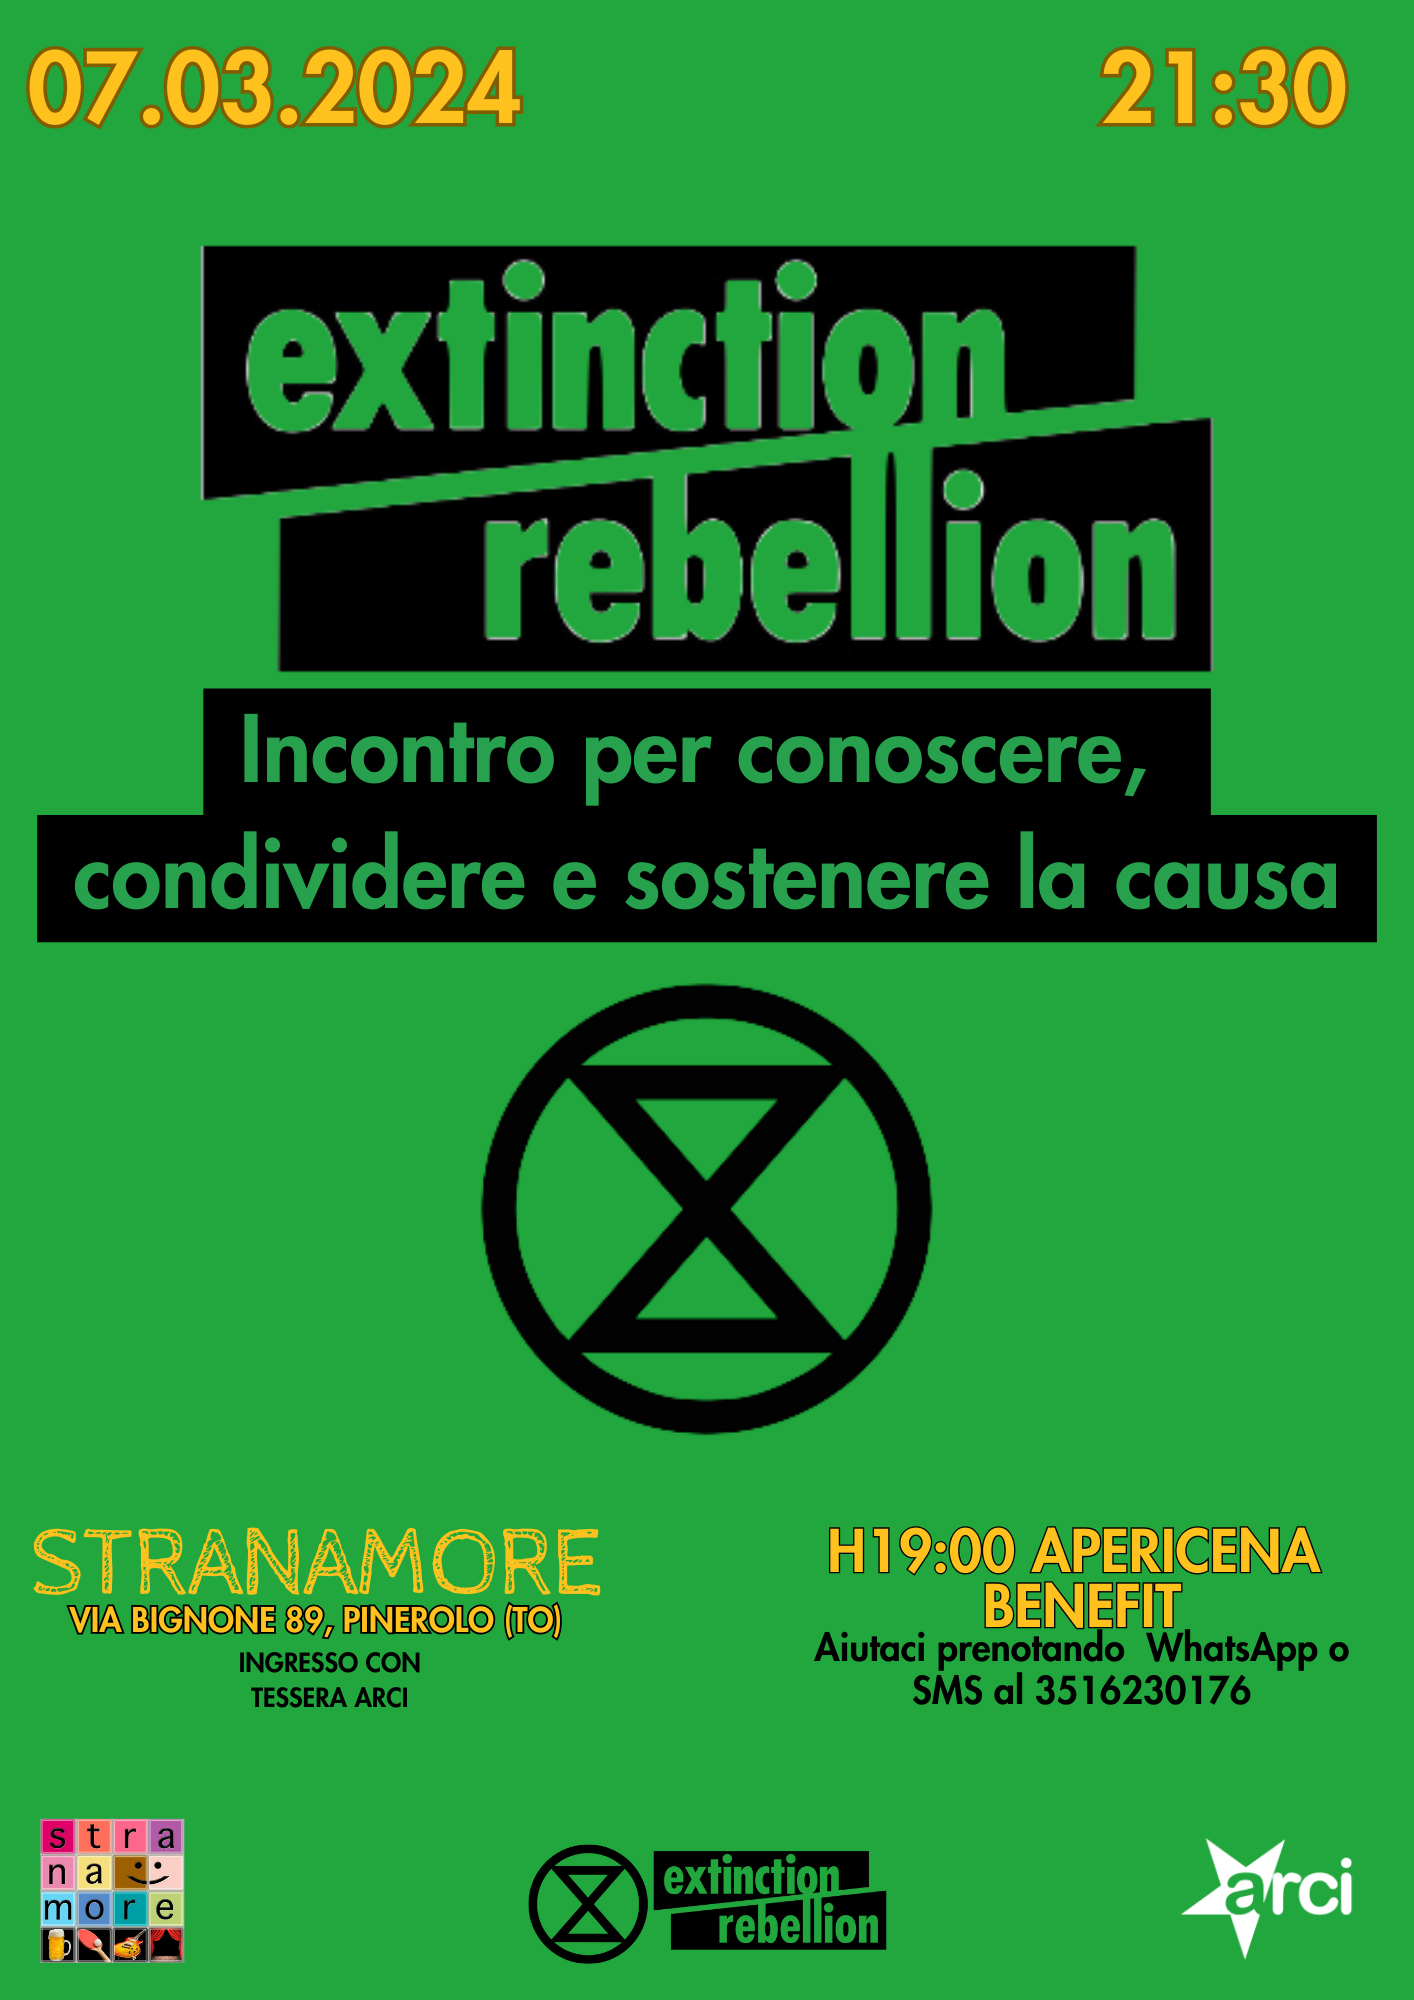 07.03.2024
21:30
extinction
rebellion
Incontro per conoscere,
condividere e sostenere la causa
STRANAMORE
VIA BIGNONE 89, PINEROLO (TO)
INGRESSO CON
TESSERA ARCI
H19:00 APERICENA
BENEFIT
Aiutaci prenotando  WhatsApp o
SMS al 3516230176
s t r a
n a
m o r e
extinction
rebellion
arci